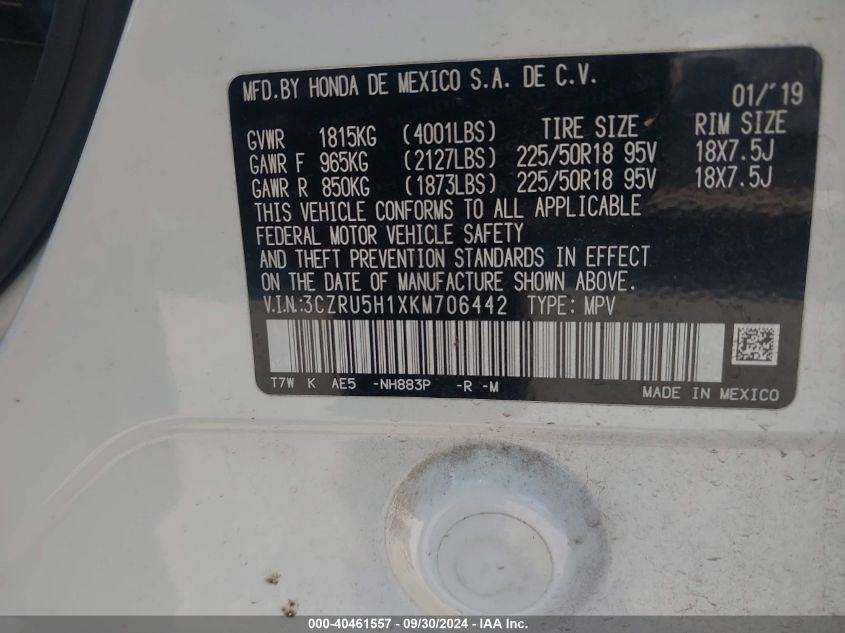 MFD.BY HONDA DE MEXICO S.A. DE C.V.
01/'19
GVWR 1815KG (4001LBS) TIRE SIZE RIM SIZE
GAWR F 965KG (2127LBS) 225/50R18 95V 18X7.5J
GAWR R 850KG (1873LBS) 225/50R18 95V 18X7.5J
THIS VEHICLE CONFORMS TO ALL APPLICABLE
FEDERAL MOTOR VEHICLE SAFETY
AND THEFT PREVENTION STANDARDS IN EFFECT
ON THE DATE OF MANUFACTURE SHOWN ABOVE.
V.I.N.:3CZRU5H1XKM706442 TYPE: MPV
T7W K AE5 -NH883P -R -M
MADE IN MEXICO
000-40461557 - 09/30/2024 - IAA Inc.